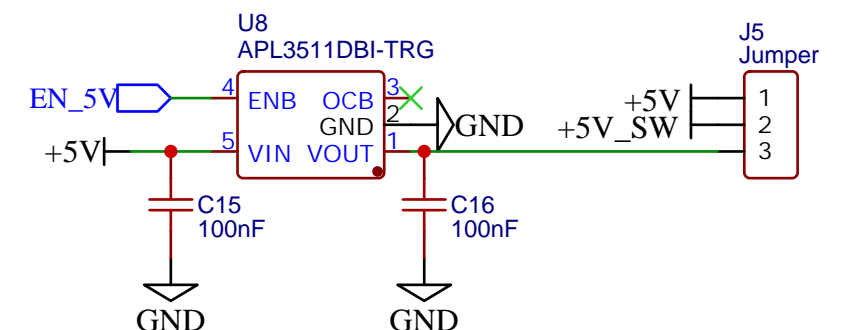 U8
APL3511DBI-TRG
J5
Jumper
EN_5V
4
ENB
OCB
3
GND
2
GND
+5V
5
VIN
VOUT
1
+5V
1
+5V_SW
2
3
C15
100nF
C16
100nF
GND
GND